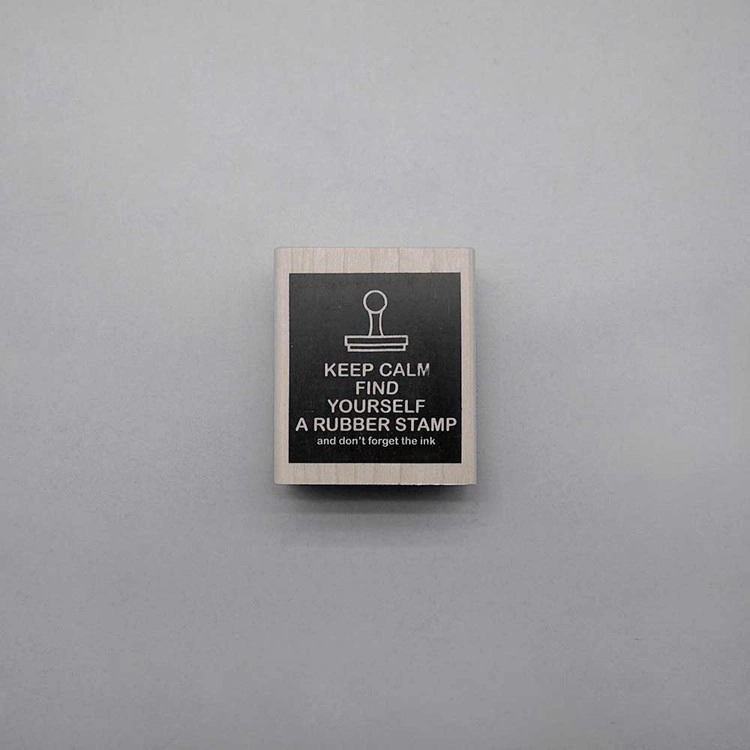 KEEP CALM
FIND
YOURSELF
A RUBBER STAMP
and don't forget the ink